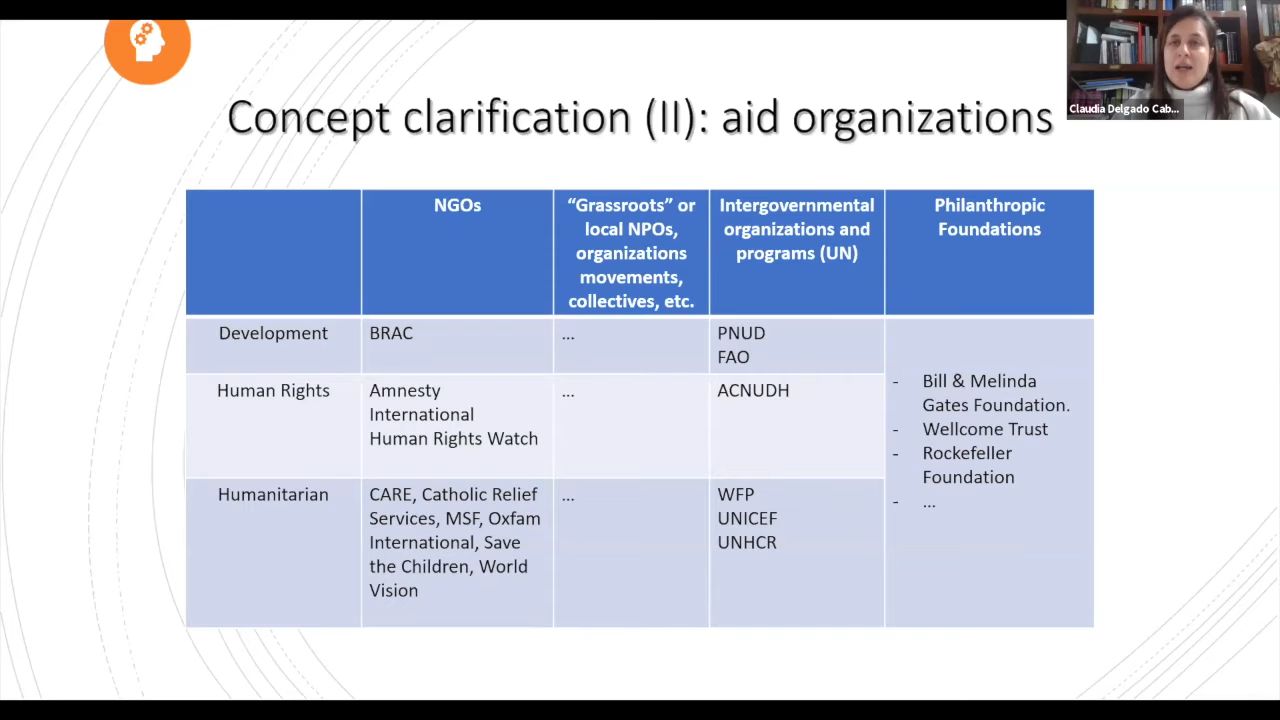 Concept clarification (II): aid organizations
Claudia Delgado Cab...
NGOs
“Grassroots” or
local NPOs,
organizations
movements,
collectives, etc.
Intergovernmental
organizations and
programs (UN)
Philanthropic
Foundations
Development
BRAC
...
PNUD
FAO
Human Rights
Amnesty
International
Human Rights Watch
...
ACNUDH
Humanitarian
CARE, Catholic Relief
Services, MSF, Oxfam
International, Save
the Children, World
Vision
...
WFP
UNICEF
UNHCR
- Bill & Melinda
Gates Foundation.
- Wellcome Trust
- Rockefeller
Foundation
- ...